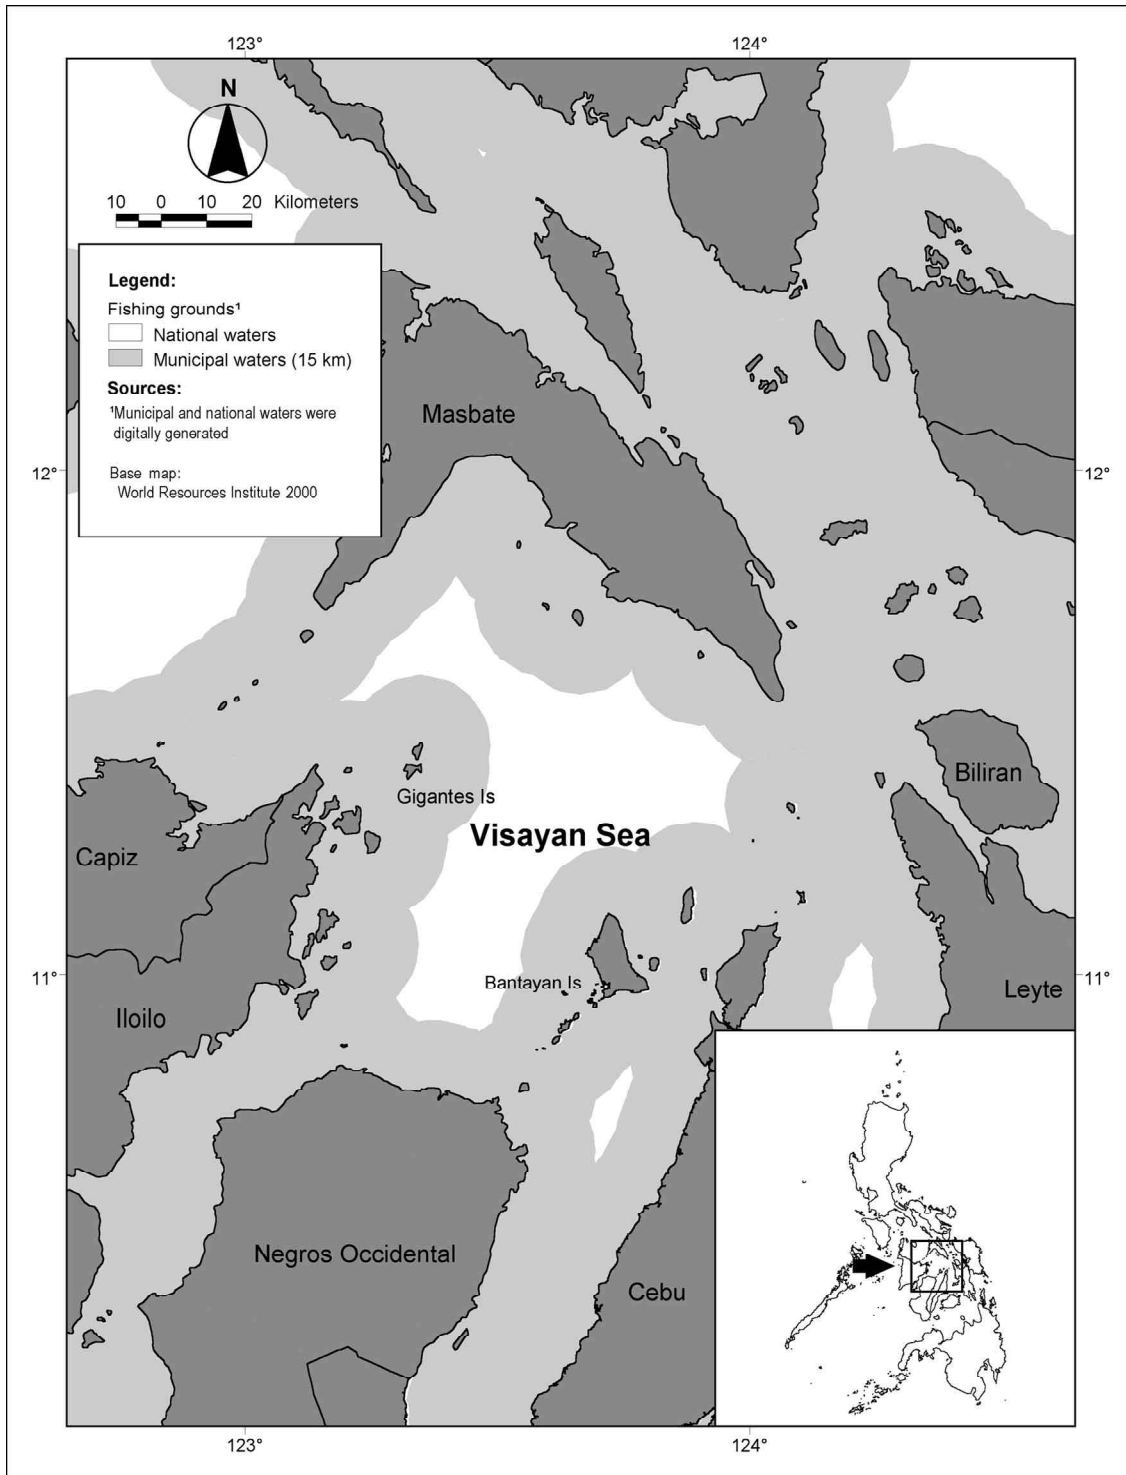 123° 124°
N
10 0 10 20 Kilometers
Legend:
Fishing grounds¹
National waters
Municipal waters (15 km)
Sources:
¹Municipal and national waters were
digitally generated
Base map:
World Resources Institute 2000
Masbate
12° 12°
Biliran
Gigantes Is
Visayan Sea
Capiz
11° 11°
Bantayan Is
Leyte
Iloilo
Negros Occidental
Cebu
123° 124°